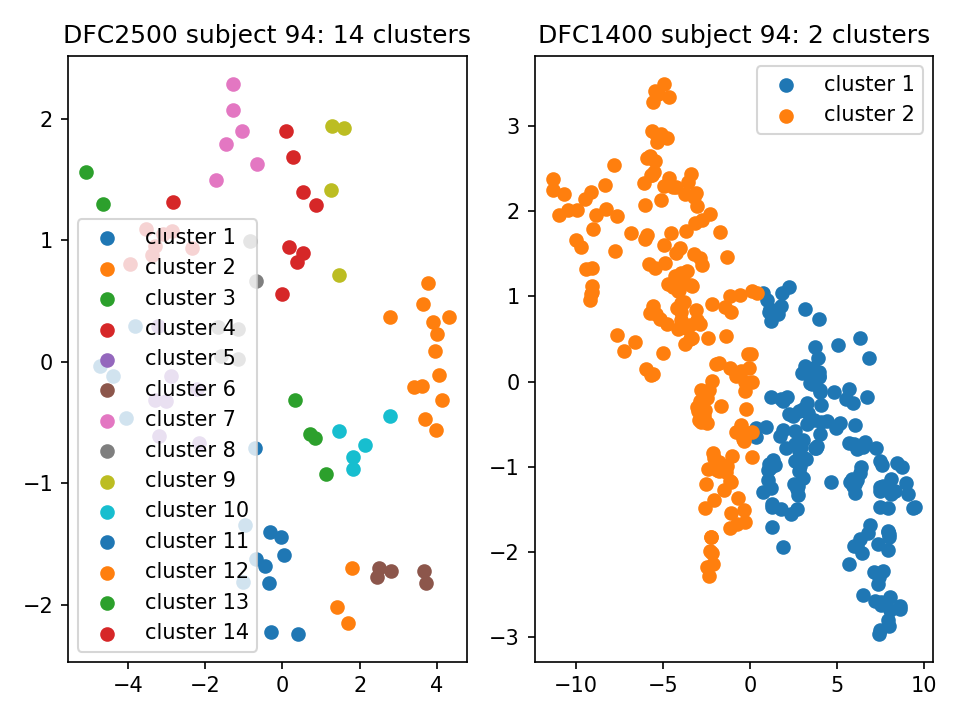 DFC2500 subject 94: 14 clusters
2
1
0
−1
−2
−4
−2
0
2
4
cluster 1
cluster 2
cluster 3
cluster 4
cluster 5
cluster 6
cluster 7
cluster 8
cluster 9
cluster 10
cluster 11
cluster 12
cluster 13
cluster 14
DFC1400 subject 94: 2 clusters
3
2
1
0
−1
−2
−3
−10
−5
0
5
10
cluster 1
cluster 2